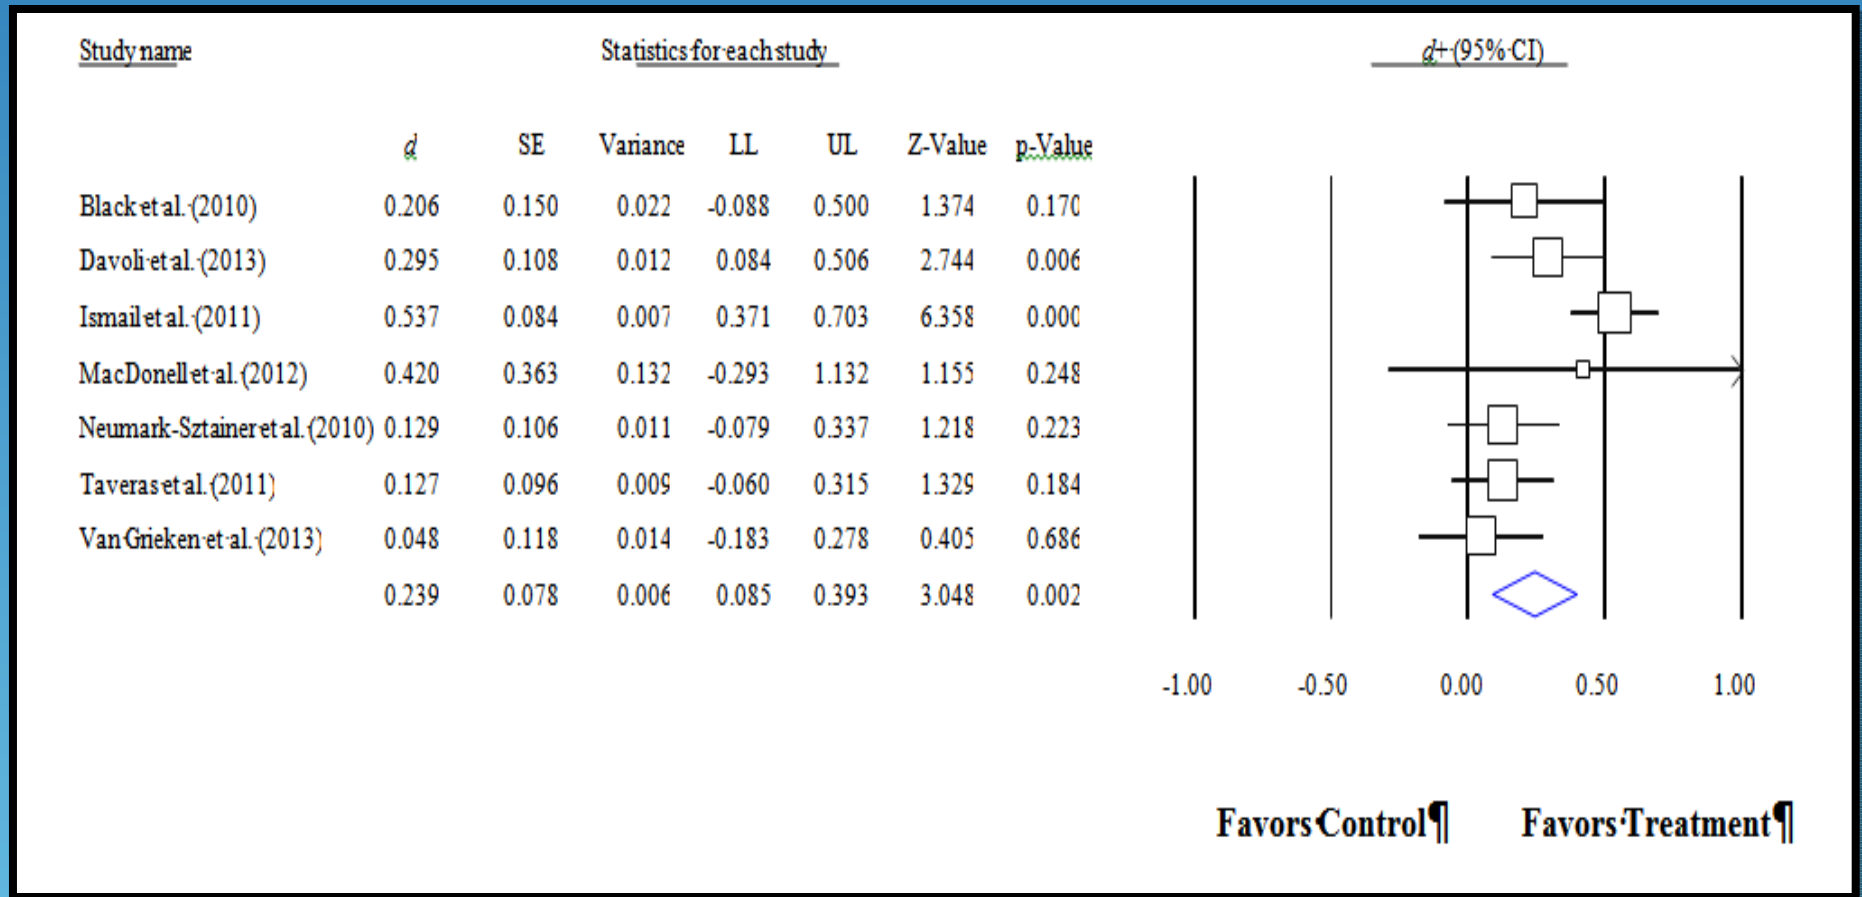 Study name Statistics for each study d+ (95% CI)
d SE Variance LL UL Z-Value p-Value
Black et al. (2010) 0.206 0.150 0.022 -0.088 0.500 1.374 0.170
Davoli et al. (2013) 0.295 0.108 0.012 0.084 0.506 2.744 0.006
Ismail et al. (2011) 0.537 0.084 0.007 0.371 0.703 6.358 0.000
MacDonell et al. (2012) 0.420 0.363 0.132 -0.293 1.132 1.155 0.248
Neumark-Sztainer et al. (2010) 0.129 0.106 0.011 -0.079 0.337 1.218 0.223
Taveras et al. (2011) 0.127 0.096 0.009 -0.060 0.315 1.329 0.184
Van Grieken et al. (2013) 0.048 0.118 0.014 -0.183 0.278 0.405 0.686
0.239 0.078 0.006 0.085 0.393 3.048 0.002
-1.00 -0.50 0.00 0.50 1.00
Favors Control¶ Favors Treatment¶